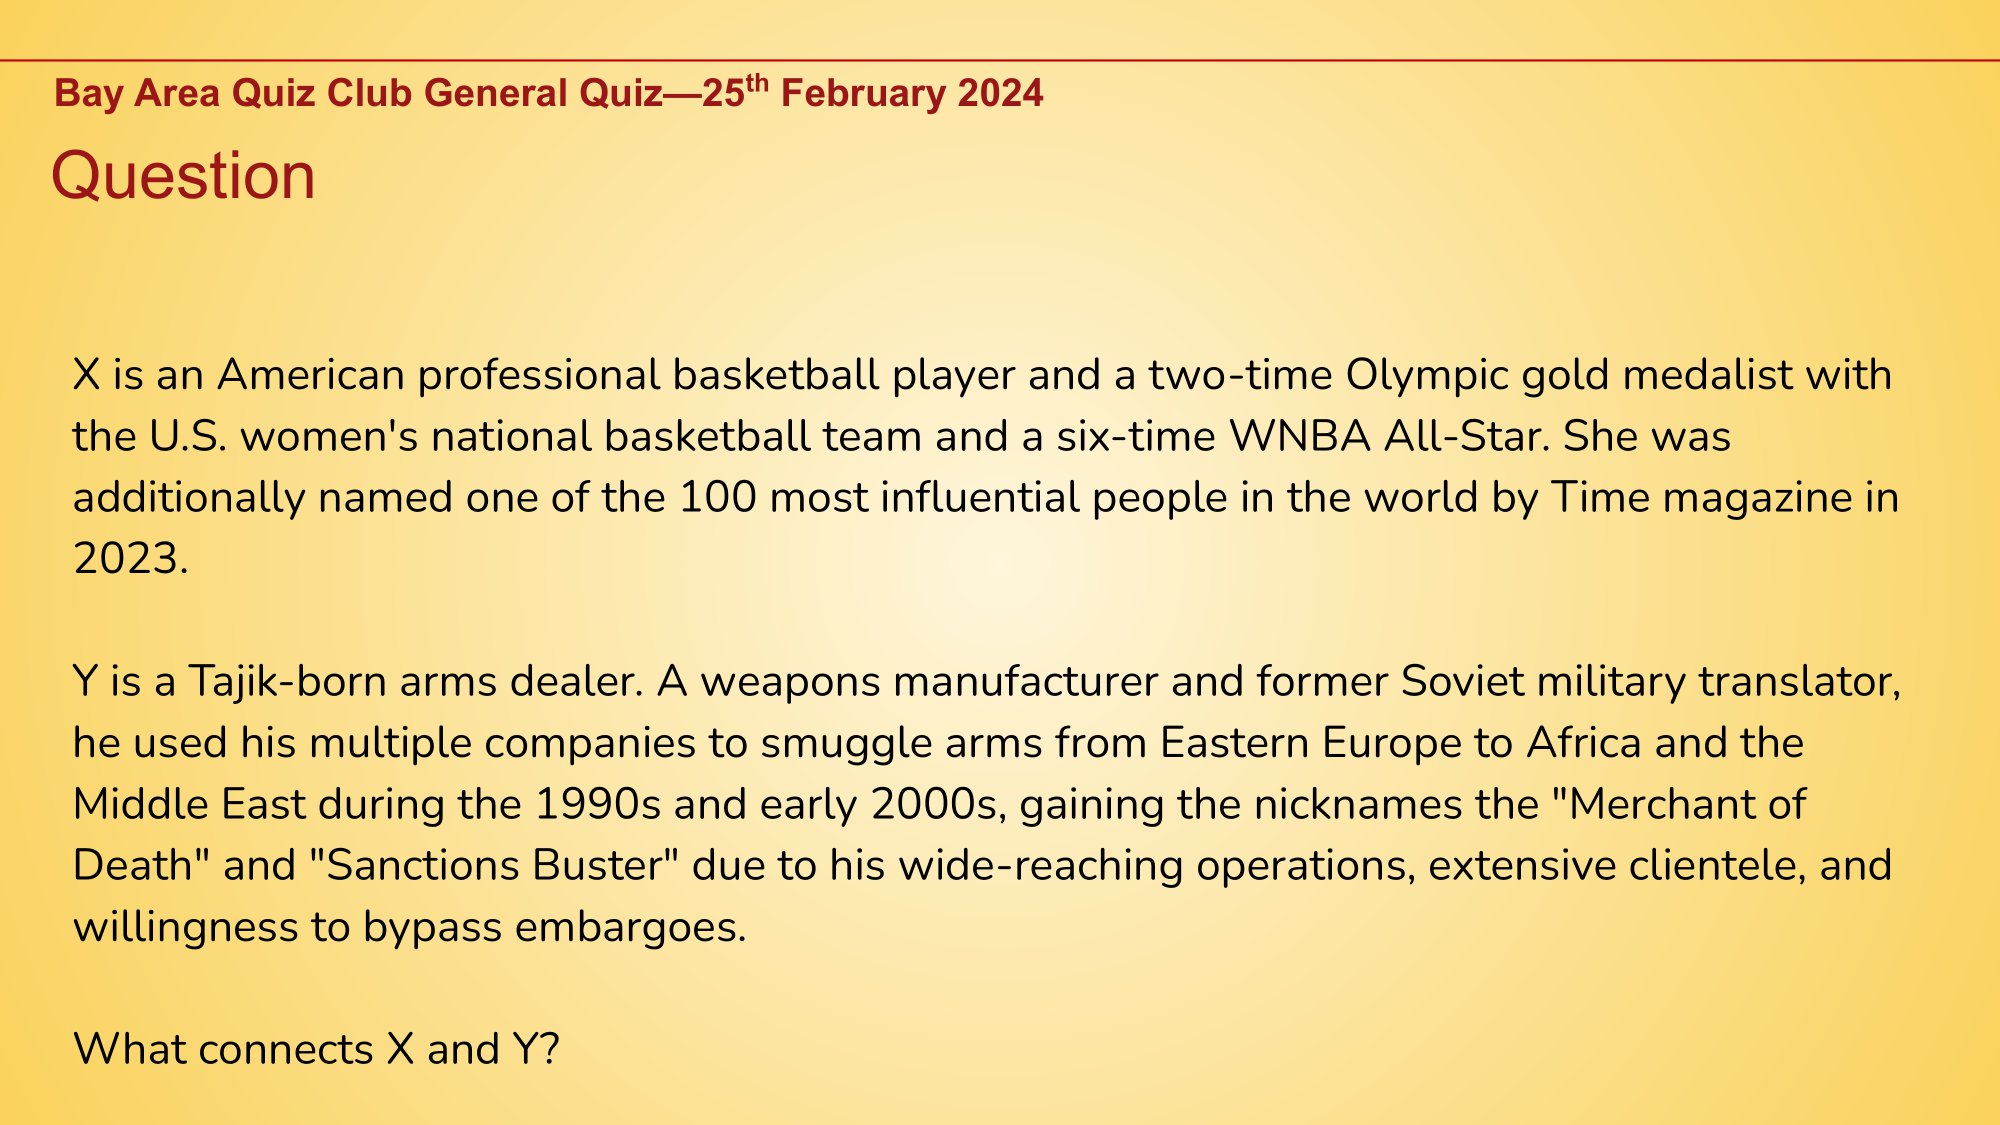 Bay Area Quiz Club General Quiz—25th February 2024
Question
X is an American professional basketball player and a two-time Olympic gold medalist with
the U.S. women's national basketball team and a six-time WNBA All-Star. She was
additionally named one of the 100 most influential people in the world by Time magazine in
2023.
Y is a Tajik-born arms dealer. A weapons manufacturer and former Soviet military translator,
he used his multiple companies to smuggle arms from Eastern Europe to Africa and the
Middle East during the 1990s and early 2000s, gaining the nicknames the "Merchant of
Death" and "Sanctions Buster" due to his wide-reaching operations, extensive clientele, and
willingness to bypass embargoes.
What connects X and Y?